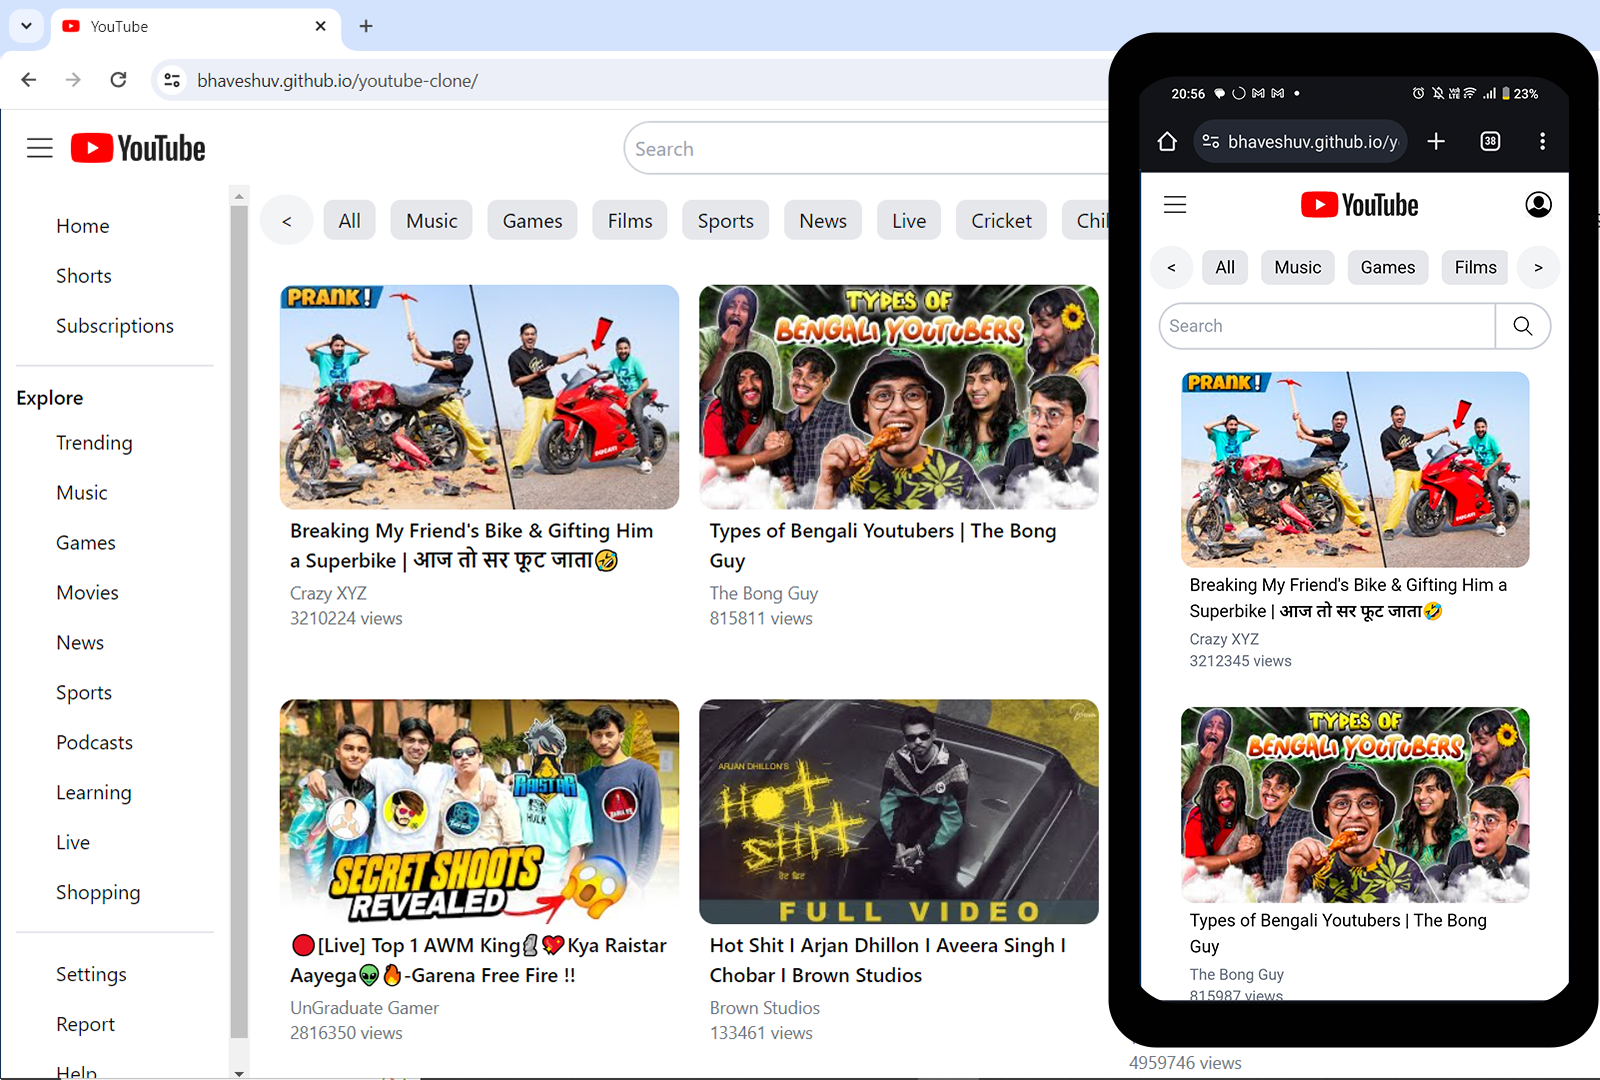 YouTube
bhaveshuv.github.io/youtube-clone/
YouTube
Search
Home
Shorts
Subscriptions
Explore
Trending
Music
Games
Movies
News
Sports
Podcasts
Learning
Live
Shopping
Settings
Report
Help
< All Music Games Films Sports News Live Cricket Chi
PRANK!
DUCATI
Breaking My Friend's Bike & Gifting Him
a Superbike | आज तो सर फूट जाता🤣
Crazy XYZ
3210224 views
TYPES OF
BENGALI YOUTUBERS
Types of Bengali Youtubers | The Bong
Guy
The Bong Guy
815811 views
RAISTAR
HULK
SECRET SHOOTS
REVEALED
🔴[Live] Top 1 AWM King🗿💖Kya Raistar
Aayega👽🔥-Garena Free Fire !!
UnGraduate Gamer
2816350 views
ARJAN DHILLON'S
HOT
SHIT
FULL VIDEO
Hot Shit I Arjan Dhillon I Aveera Singh I
Chobar I Brown Studios
Brown Studios
133461 views
4959746 views
20:56 23%
bhaveshuv.github.io/y 38
YouTube
< All Music Games Films >
Search
PRANK!
DUCATI
Breaking My Friend's Bike & Gifting Him a
Superbike | आज तो सर फूट जाता🤣
Crazy XYZ
3212345 views
TYPES OF
BENGALI YOUTUBERS
Types of Bengali Youtubers | The Bong
Guy
The Bong Guy
815987 views